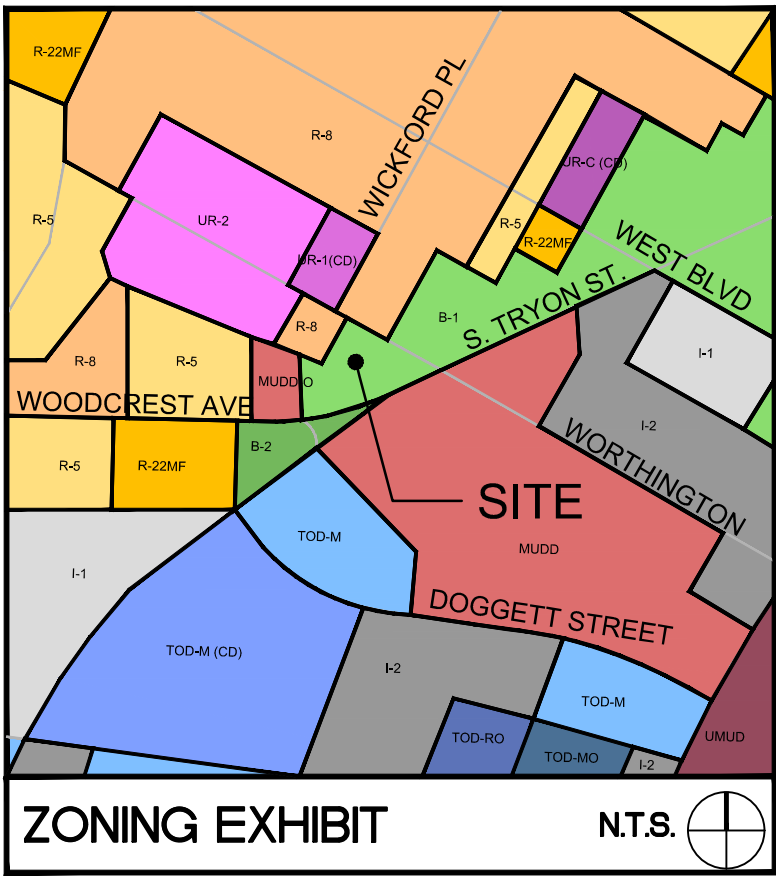 R-22MF
WICKFORD PL
R-8
UR-C (CD)
R-5
UR-2
R-5
R-22MF
WEST BLVD
UR-1(CD)
S. TRYON ST.
B-1
R-8
I-1
R-8
R-5
MUDD O
WOODCREST AVE
I-2
WORTHINGTON
B-2
R-5
R-22MF
SITE
TOD-M
MUDD
I-1
DOGGETT STREET
TOD-M (CD)
I-2
TOD-M
TOD-RO
UMUD
TOD-MO
I-2
ZONING EXHIBIT
N.T.S.